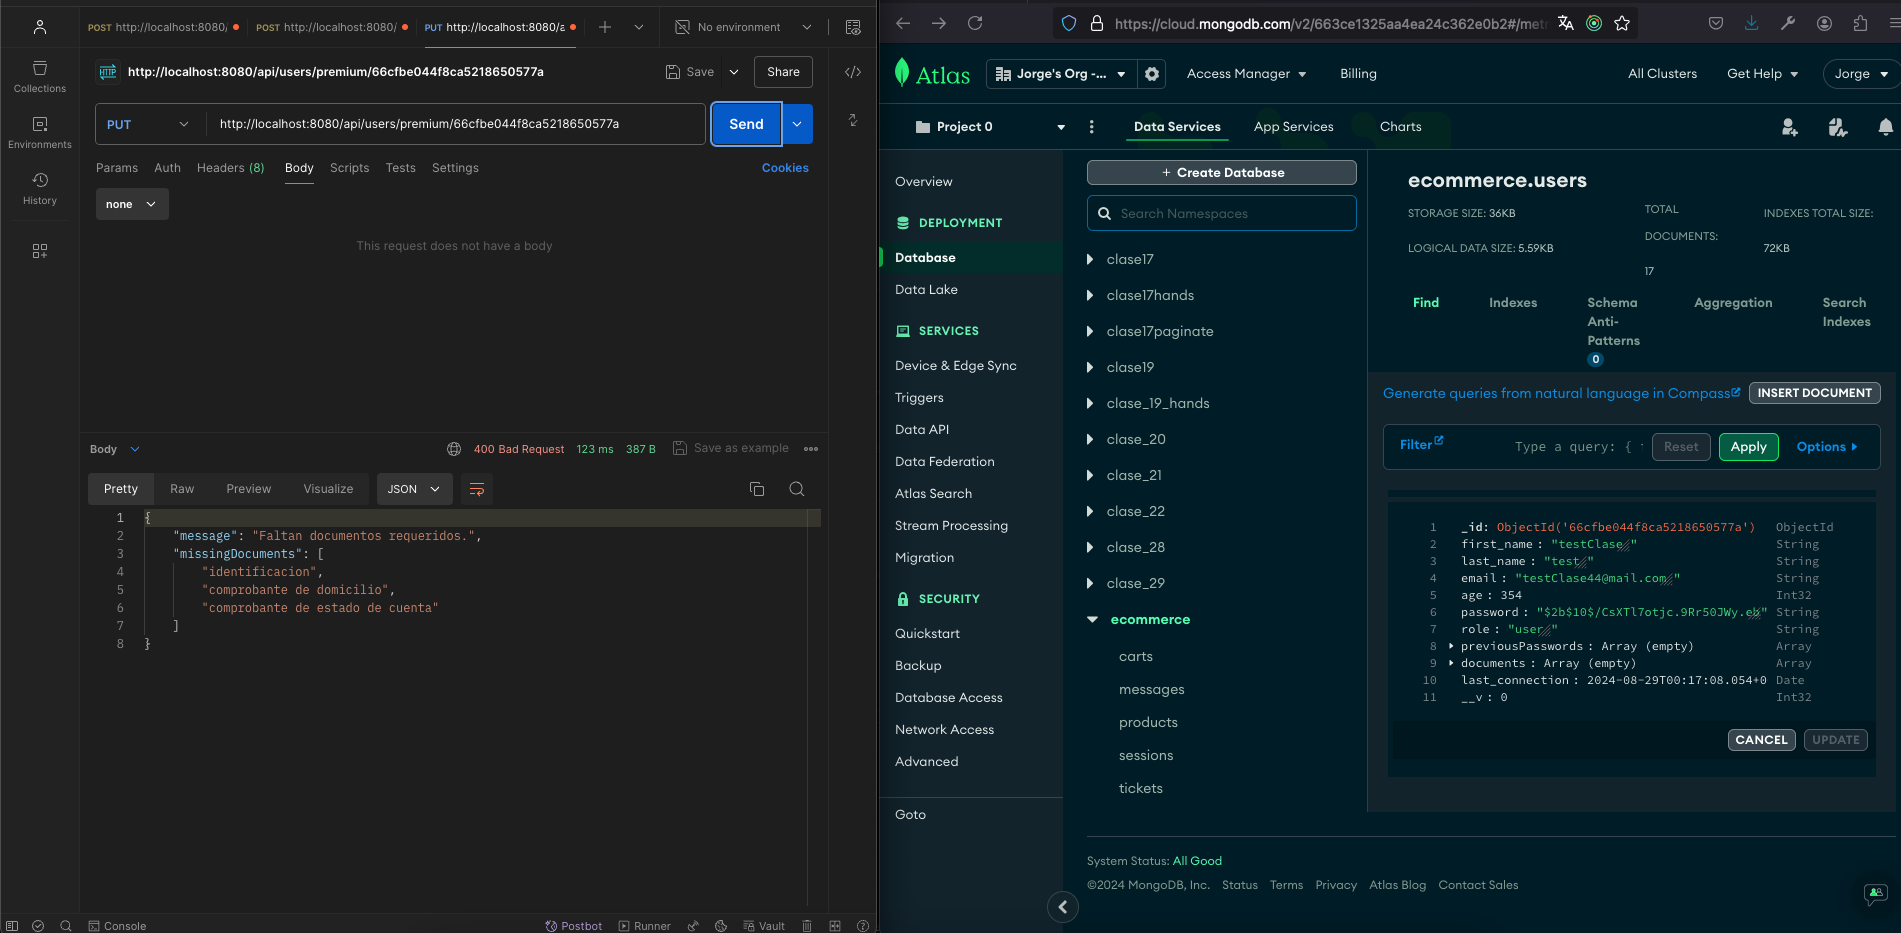 POST http://localhost:8080/
POST http://localhost:8080/
PUT http://localhost:8080/a
No environment
HTTP
http://localhost:8080/api/users/premium/66cfbe044f8ca5218650577a
Save
Share
PUT
http://localhost:8080/api/users/premium/66cfbe044f8ca5218650577a
Send
Params Auth Headers (8) Body Scripts Tests Settings
Cookies
none
This request does not have a body
Collections
Environments
History
Body
400 Bad Request 123 ms 387 B
Save as example
Pretty Raw Preview Visualize
JSON
1 {
2 "message": "Faltan documentos requeridos.",
3 "missingDocuments": [
4 "identificacion",
5 "comprobante de domicilio",
6 "comprobante de estado de cuenta"
7 ]
8 }
Console
Postbot
Runner
Vault
https://cloud.mongodb.com/v2/663ce1325aa4ea24c362e0b2#/metr
Atlas
Jorge's Org -...
Access Manager
Billing
All Clusters
Get Help
Jorge
Project 0
Data Services
App Services
Charts
Overview
DEPLOYMENT
Database
Data Lake
SERVICES
Device & Edge Sync
Triggers
Data API
Data Federation
Atlas Search
Stream Processing
Migration
SECURITY
Quickstart
Backup
Database Access
Network Access
Advanced
Goto
+ Create Database
Search Namespaces
clase17
clase17hands
clase17paginate
clase19
clase_19_hands
clase_20
clase_21
clase_22
clase_28
clase_29
ecommerce
carts
messages
products
sessions
tickets
ecommerce.users
STORAGE SIZE: 36KB
LOGICAL DATA SIZE: 5.59KB
TOTAL
DOCUMENTS:
17
INDEXES TOTAL SIZE:
72KB
Find
Indexes
Schema
Anti-
Patterns
0
Aggregation
Search
Indexes
Generate queries from natural language in Compass
INSERT DOCUMENT
Filter
Type a query: {
Reset
Apply
Options
1 _id: ObjectId('66cfbe044f8ca5218650577a') ObjectId
2 first_name : "testClase" String
3 last_name : "test" String
4 email : "testClase44@mail.com" String
5 age : 354 Int32
6 password : "$2b$10$/CsXTl7otjc.9Rr50JWy.eb" String
7 role : "user" String
8 previousPasswords : Array (empty) Array
9 documents : Array (empty) Array
10 last_connection : 2024-08-29T00:17:08.054+0 Date
11 __v : 0 Int32
CANCEL
UPDATE
System Status: All Good
©2024 MongoDB, Inc. Status Terms Privacy Atlas Blog Contact Sales